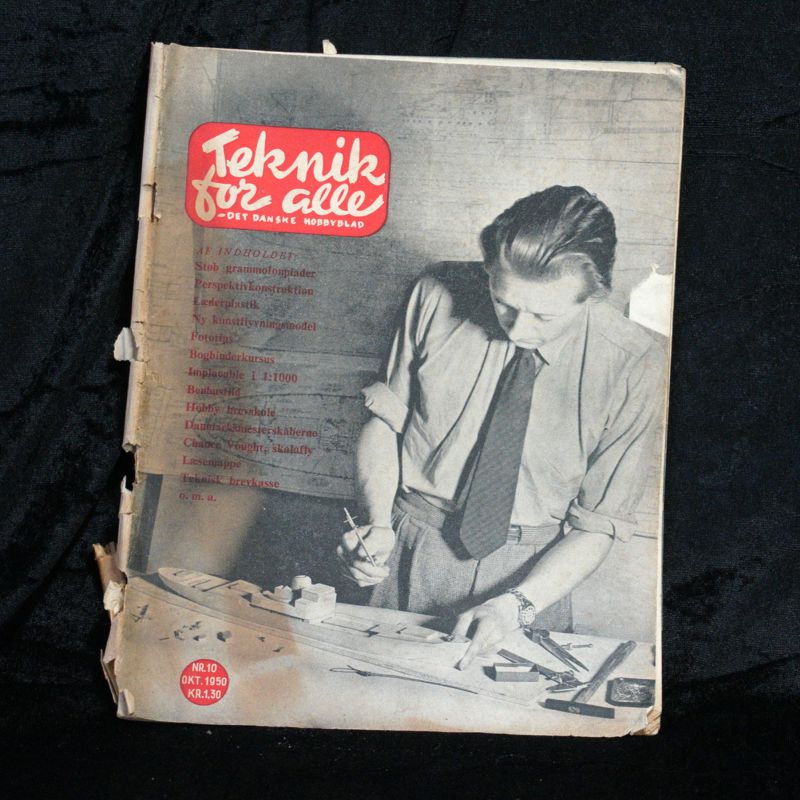 Teknik
for alle
-DET DANSKE HOBBYBLAD
AF INDHOLDET:
Støb grammofonplader
Perspektivkonstruktion
Læderplastik
Ny kunstflyvningsmodel
Fototips
Bogbinderkursus
Implacable i 1:1000
Hobby brevskole
Danmarksmesterskaberne
Chance Vought, skalafly
Læsemappe
Teknisk brevkasse
o. m. a.
NR.10
OKT. 1950
KR.1,30